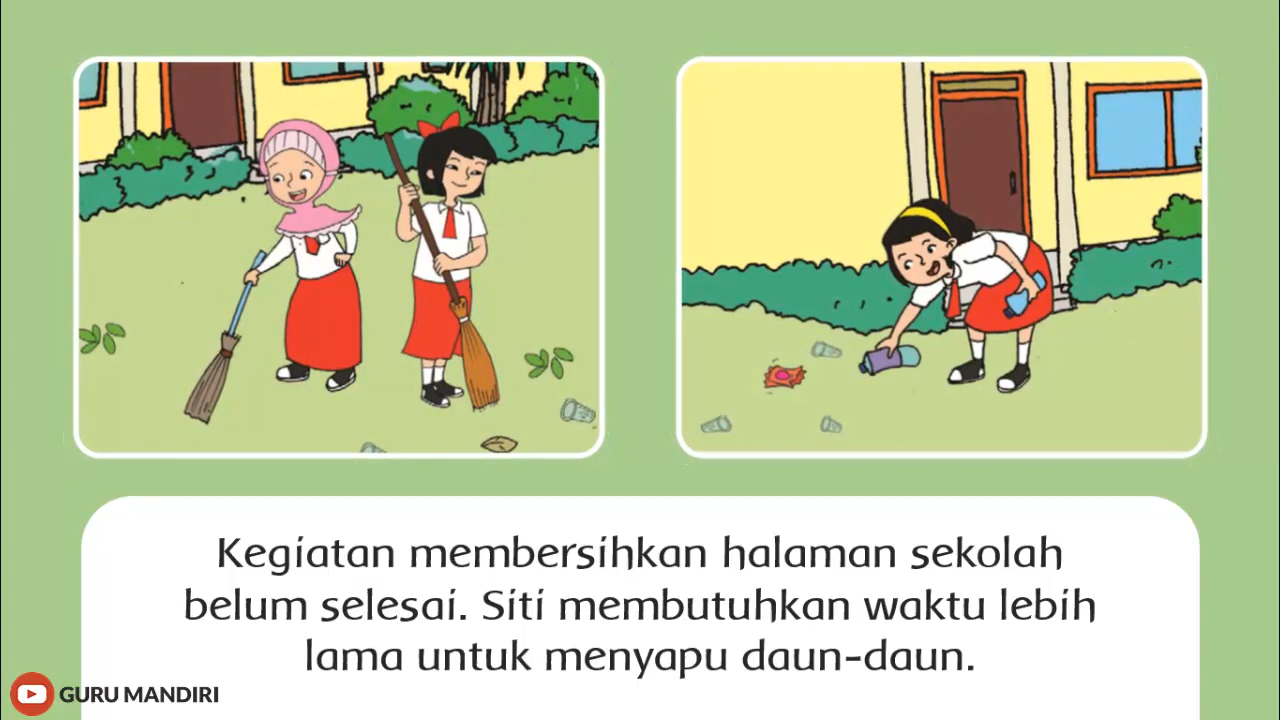 Kegiatan membersihkan halaman sekolah
belum selesai. Siti membutuhkan waktu lebih
lama untuk menyapu daun-daun.
GURU MANDIRI